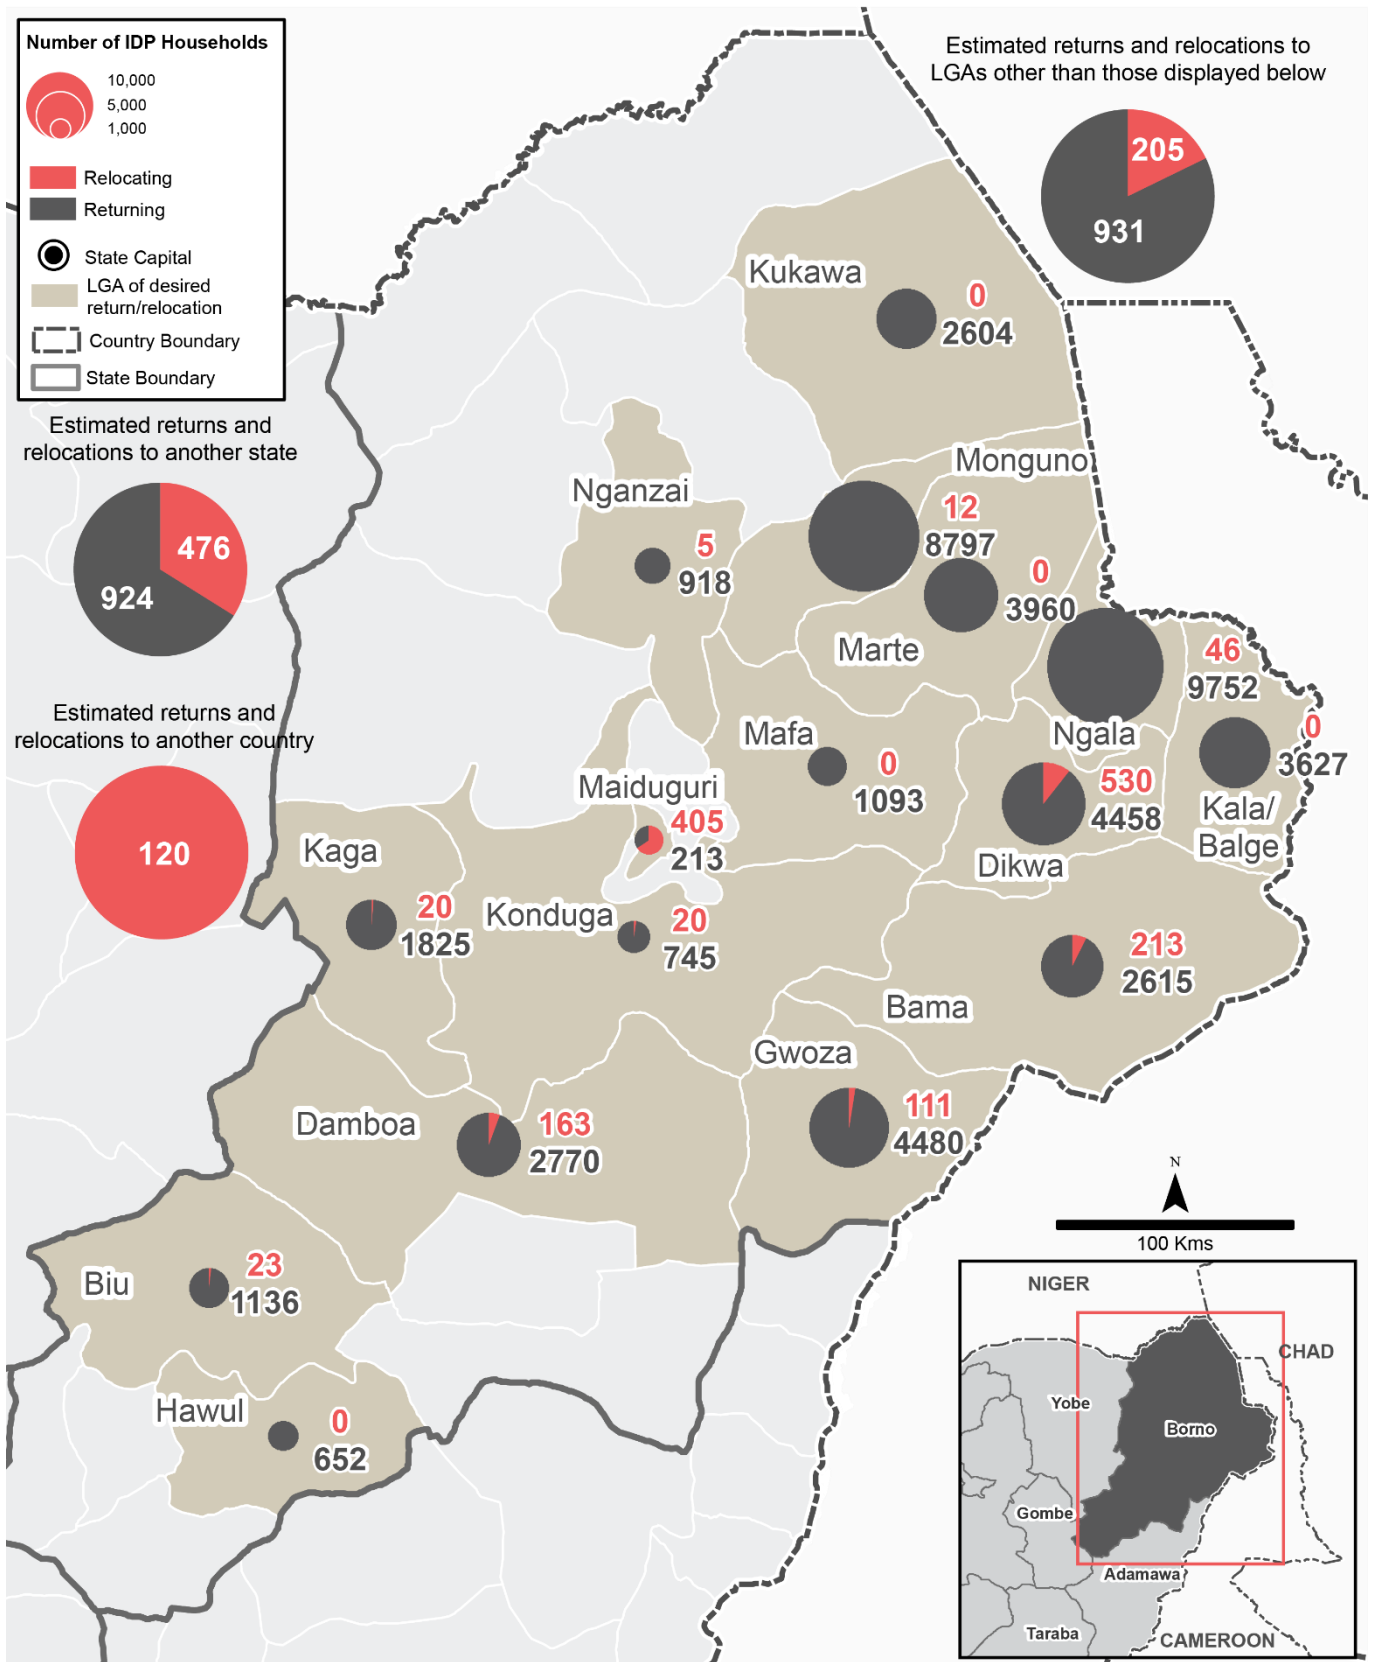 Number of IDP Households
10,000
5,000
1,000
Relocating
Returning
State Capital
LGA of desired
return/relocation
Country Boundary
State Boundary
Estimated returns and relocations to
LGAs other than those displayed below
205
931
Estimated returns and
relocations to another state
476
924
Estimated returns and
relocations to another country
120
Kukawa
0
2604
Monguno
12
8797
Nganzai
5
918
0
3960
Marte
46
9752
Ngala
0
3627
Kala/
Balge
Mafa
0
1093
530
4458
Dikwa
Maiduguri
405
213
Kaga
20
1825
Konduga
20
745
213
2615
Bama
Gwoza
111
4480
Damboa
163
2770
Biu
23
1136
Hawul
0
652
N
100 Kms
NIGER
CHAD
Yobe
Borno
Gombe
Adamawa
Taraba
CAMEROON